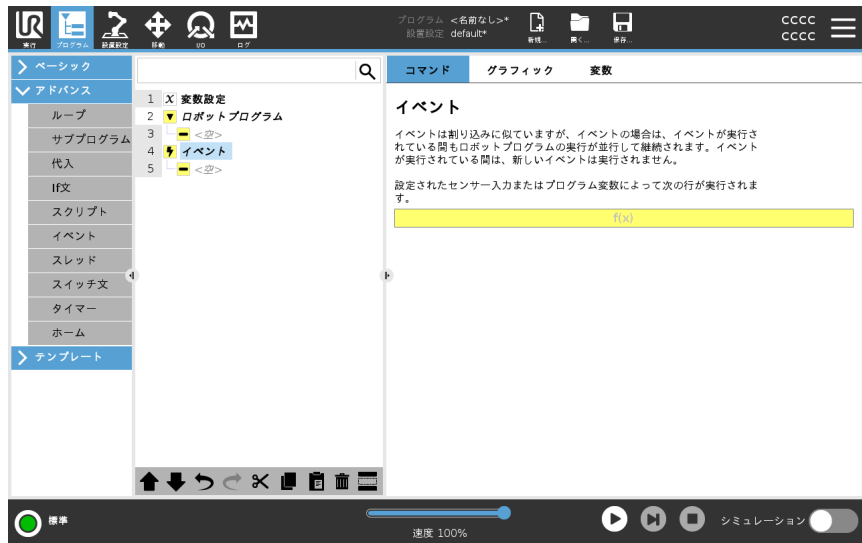 UR
実行
プログラム
設置設定
移動
I/O
ログ
プログラム <名前なし>*
設置設定 default*
新規...
開く...
保存...
CCCC
CCCC
ベーシック
アドバンス
ループ
サブプログラム
代入
If文
スクリプト
イベント
スレッド
スイッチ文
タイマー
ホーム
テンプレート
1 X 変数設定
2 ロボットプログラム
3 <空>
4 イベント
5 <空>
コマンド グラフィック 変数
イベント
イベントは割り込みに似ていますが、イベントの場合は、イベントが実行さ
れている間もロボットプログラムの実行が並行して継続されます。イベント
が実行されている間は、新しいイベントは実行されません。
設定されたセンサー入力またはプログラム変数によって次の行が実行されま
す。
f(x)
標準
速度 100%
シミュレーション